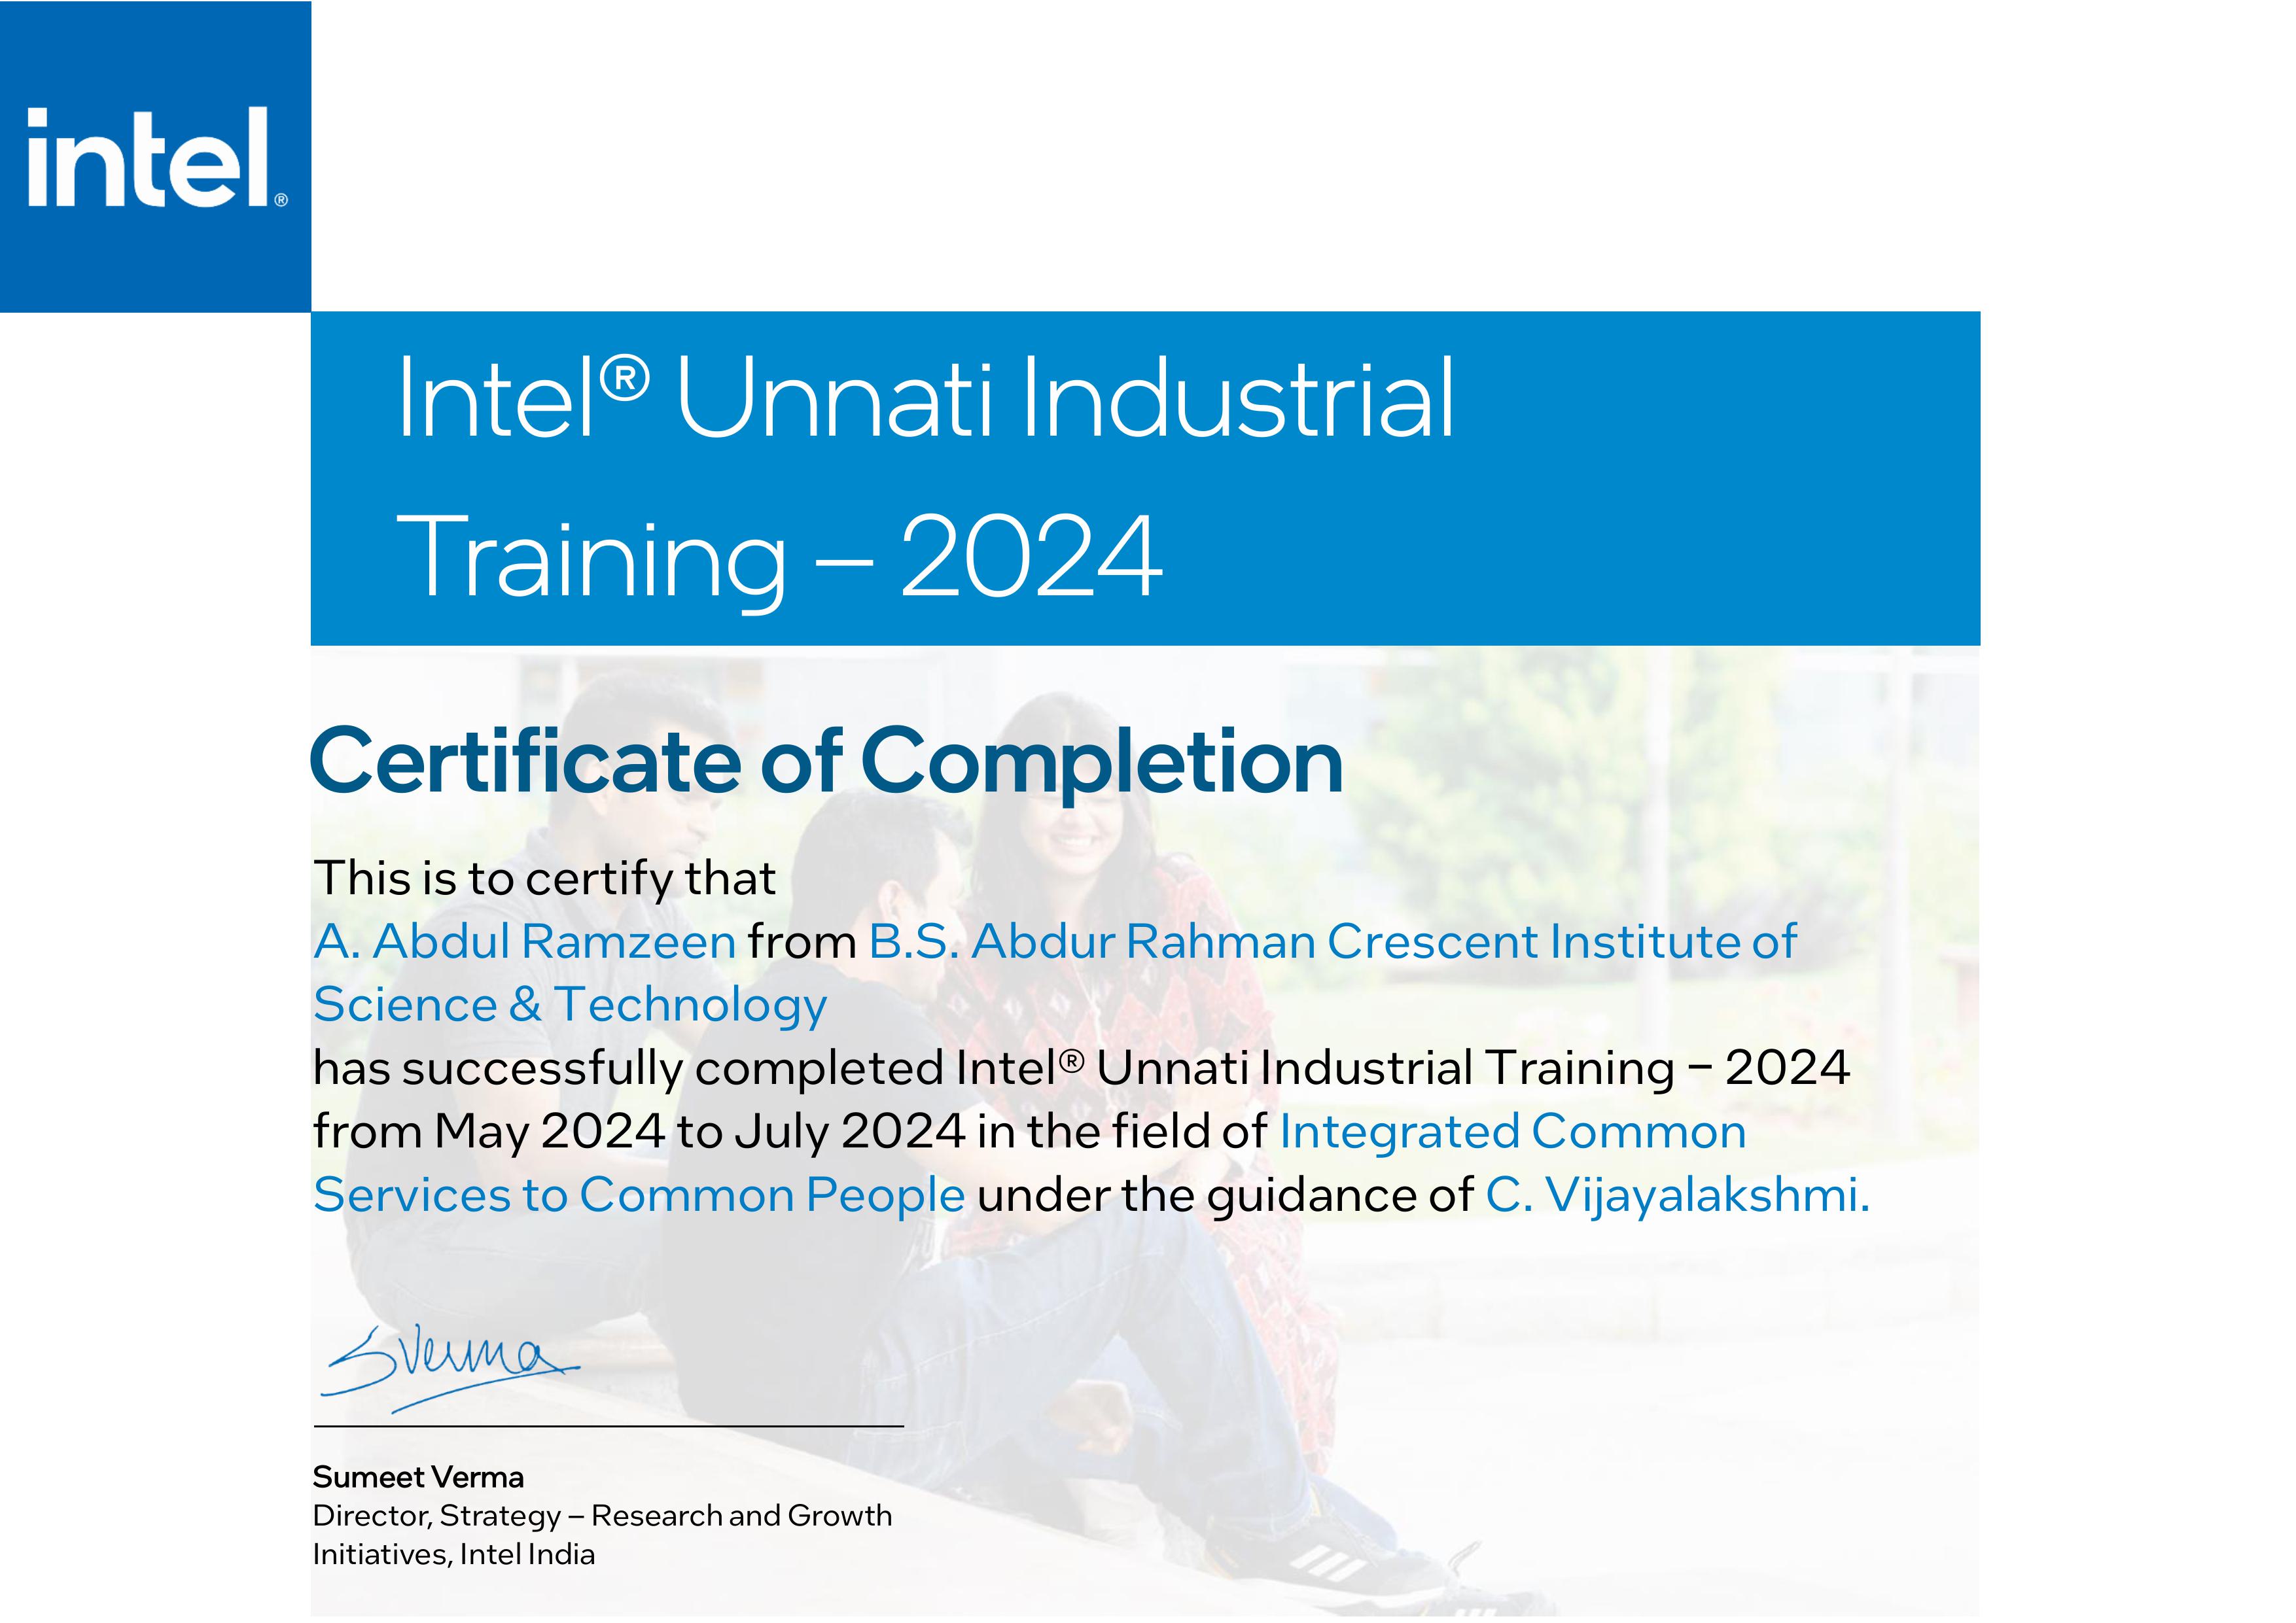 intel®
Intel® Unnati Industrial
Training – 2024
Certificate of Completion
This is to certify that
A. Abdul Ramzeen from B.S. Abdur Rahman Crescent Institute of
Science & Technology
has successfully completed Intel® Unnati Industrial Training – 2024
from May 2024 to July 2024 in the field of Integrated Common
Services to Common People under the guidance of C. Vijayalakshmi.
SVerma
Sumeet Verma
Director, Strategy – Research and Growth
Initiatives, Intel India